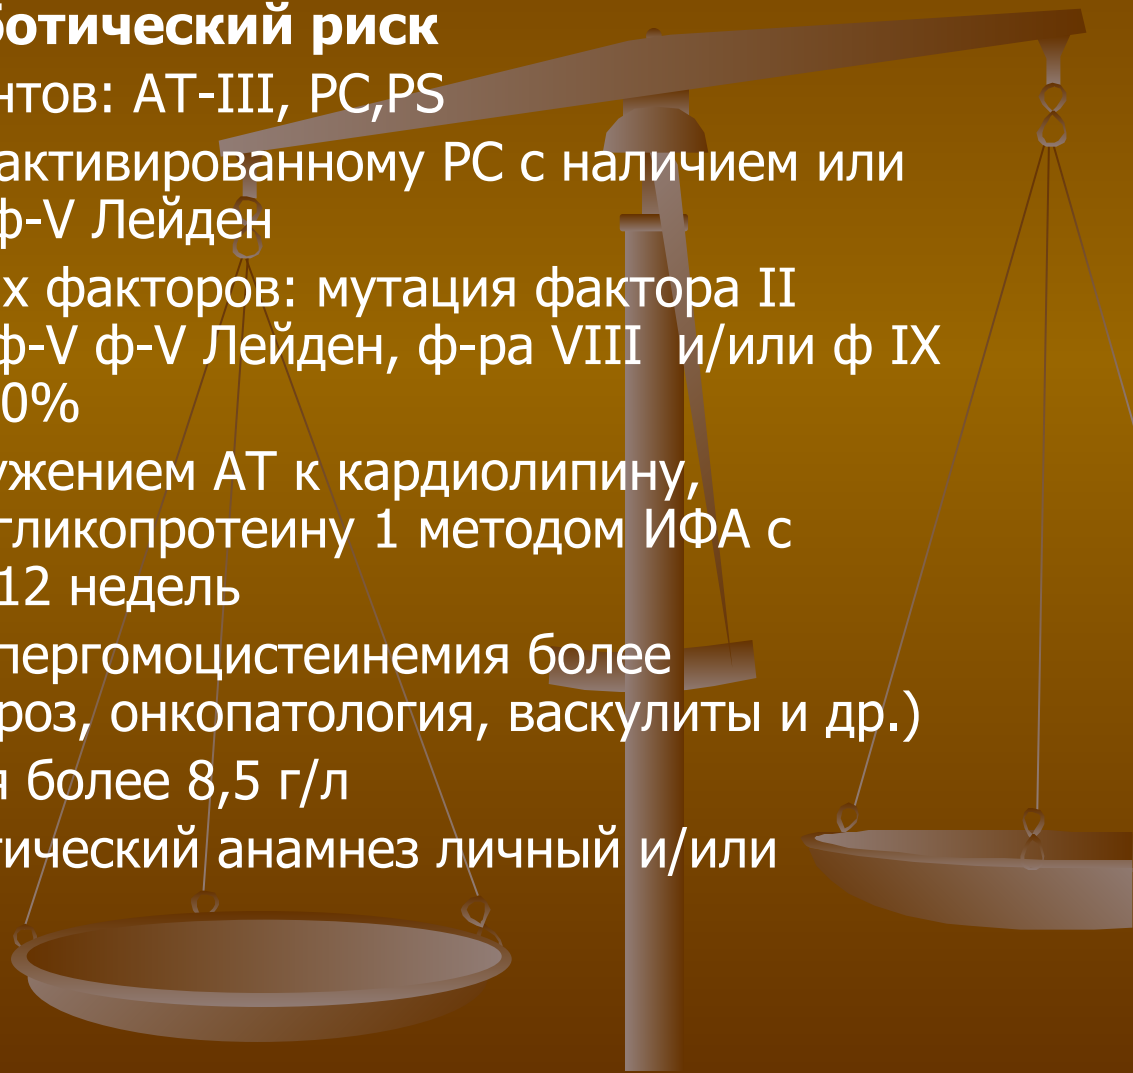 ботический риск
нтов: АТ-III, PC,PS
активированному PC с наличием или
ф-V Лейден
х факторов: мутация фактора II
ф-V ф-V Лейден, ф-ра VIII и/или ф IX
0%
ужением АТ к кардиолипину,
гликопротеину 1 методом ИФА с
12 недель
пергомоцистеинемия более
роз, онкопатология, васкулиты и др.)
я более 8,5 г/л
тический анамнез личный и/или